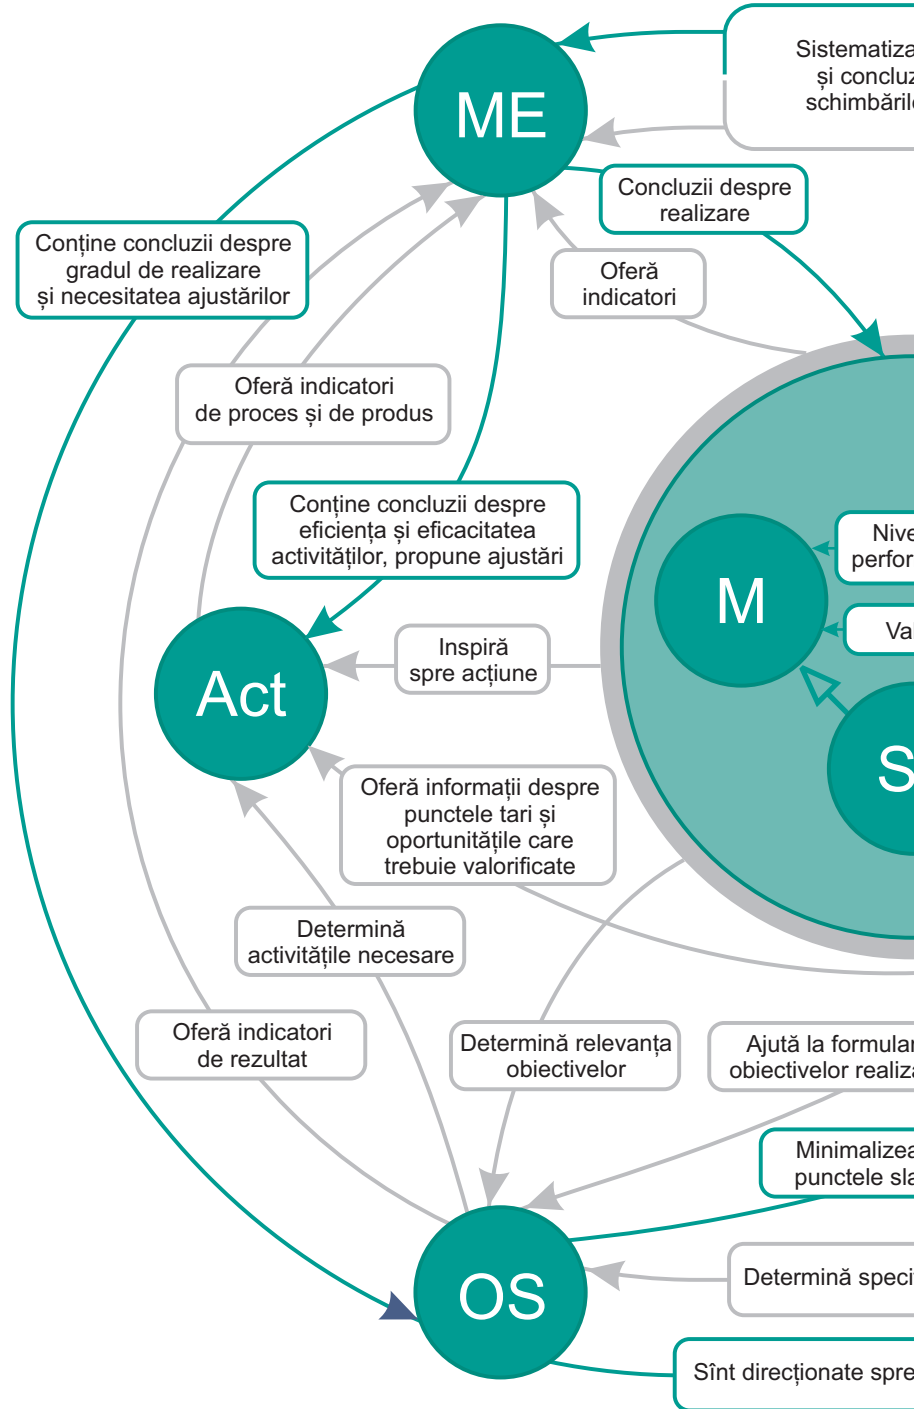 ME
Sistematiza
și concluz
schimbăril
Concluzii despre
realizare
Conține concluzii despre
gradul de realizare
și necesitatea ajustărilor
Oferă
indicatori
Oferă indicatori
de proces și de produs
Conține concluzii despre
eficiența și eficacitatea
activităților, propune ajustări
Nive
perfor
M
Val
Inspiră
spre acțiune
Act
S
Oferă informații despre
punctele tari și
oportunitățile care
trebuie valorificate
Determină
activitățile necesare
Oferă indicatori
de rezultat
Determină relevanța
obiectivelor
Ajută la formular
obiectivelor realiza
Minimalizea
punctele sla
OS
Determină speci
Sînt direcționate spre